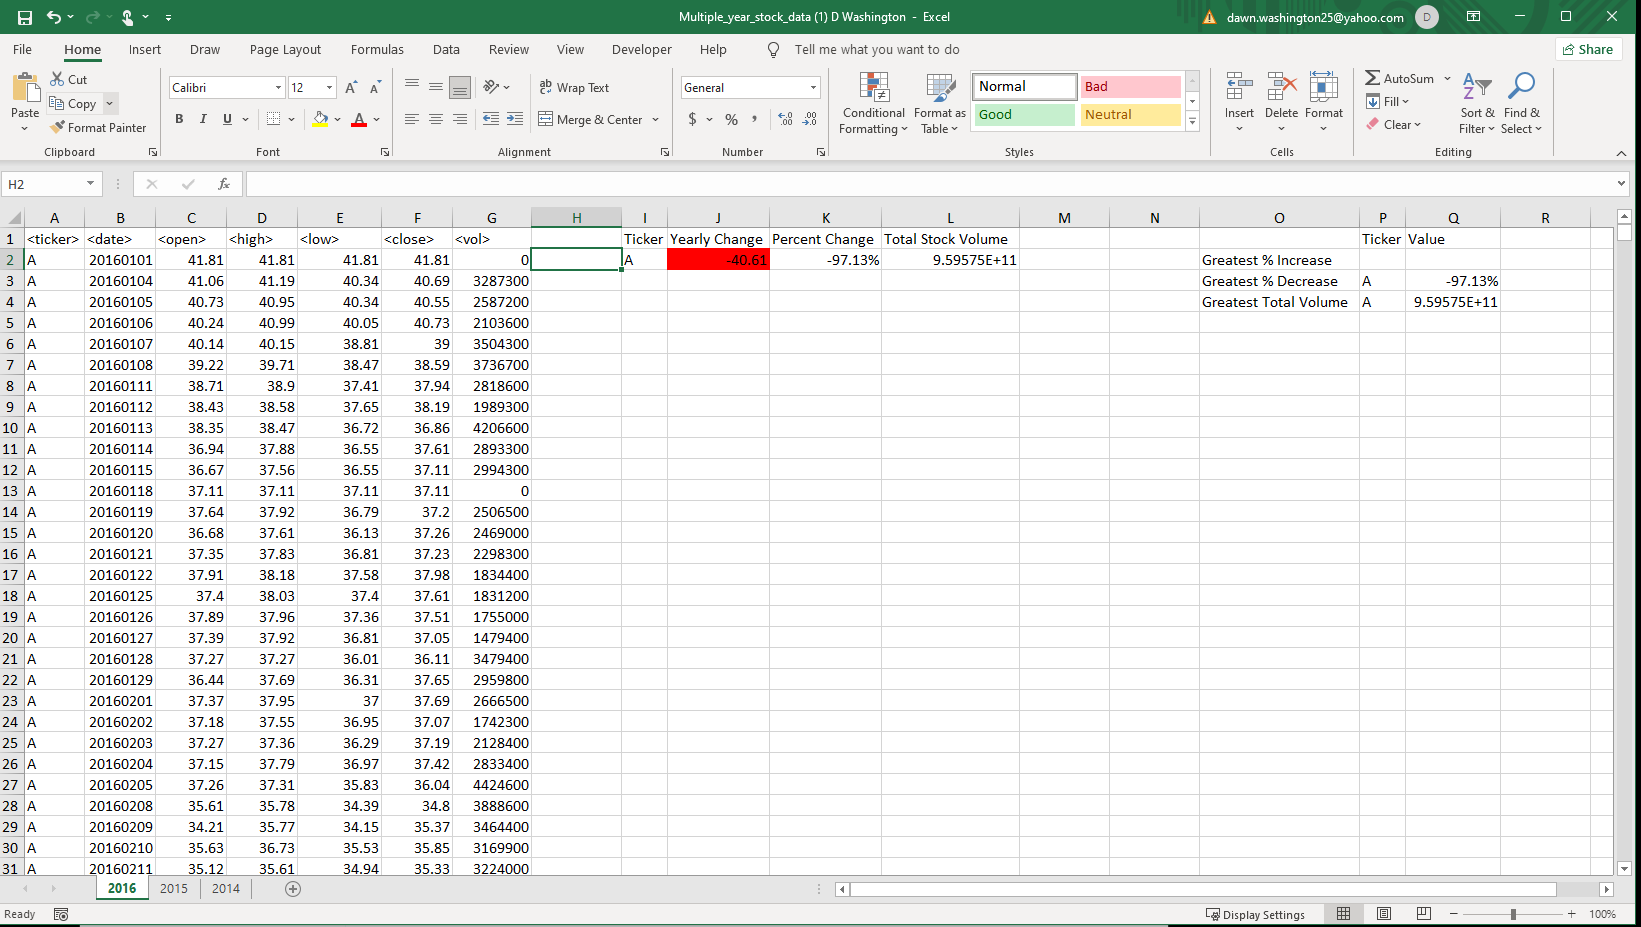 Multiple_year_stock_data (1) D Washington - Excel
dawn.washington25@yahoo.com D
File Home Insert Draw Page Layout Formulas Data Review View Developer Help Tell me what you want to do Share
Paste Cut Copy Format Painter Clipboard
Calibri 12 A A B I U A Font
ab Wrap Text Merge & Center Alignment
General $ % , Number
Conditional Formatting Format as Table Normal Bad Good Neutral Styles
Insert Delete Format Cells
AutoSum Fill Clear Sort & Filter Find & Select Editing
H2 fx
A B C D E F G H I J K L M N O P Q R
1 <ticker> <date> <open> <high> <low> <close> <vol> Ticker Yearly Change Percent Change Total Stock Volume Ticker Value
2 A 20160101 41.81 41.81 41.81 41.81 0 A -40.61 -97.13% 9.59575E+11 Greatest % Increase
3 A 20160104 41.06 41.19 40.34 40.69 3287300 Greatest % Decrease A -97.13%
4 A 20160105 40.73 40.95 40.34 40.55 2587200 Greatest Total Volume A 9.59575E+11
5 A 20160106 40.24 40.99 40.05 40.73 2103600
6 A 20160107 40.14 40.15 38.81 39 3504300
7 A 20160108 39.22 39.71 38.47 38.59 3736700
8 A 20160111 38.71 38.9 37.41 37.94 2818600
9 A 20160112 38.43 38.58 37.65 38.19 1989300
10 A 20160113 38.35 38.47 36.72 36.86 4206600
11 A 20160114 36.94 37.88 36.55 37.61 2893300
12 A 20160115 36.67 37.56 36.55 37.11 2994300
13 A 20160118 37.11 37.11 37.11 37.11 0
14 A 20160119 37.64 37.92 36.79 37.2 2506500
15 A 20160120 36.68 37.61 36.13 37.26 2469000
16 A 20160121 37.35 37.83 36.81 37.23 2298300
17 A 20160122 37.91 38.18 37.58 37.98 1834400
18 A 20160125 37.4 38.03 37.4 37.61 1831200
19 A 20160126 37.89 37.96 37.36 37.51 1755000
20 A 20160127 37.39 37.92 36.81 37.05 1479400
21 A 20160128 37.27 37.27 36.01 36.11 3479400
22 A 20160129 36.44 37.69 36.31 37.65 2959800
23 A 20160201 37.37 37.95 37 37.69 2666500
24 A 20160202 37.18 37.55 36.95 37.07 1742300
25 A 20160203 37.27 37.36 36.29 37.19 2128400
26 A 20160204 37.15 37.79 36.97 37.42 2833400
27 A 20160205 37.26 37.31 35.83 36.04 4424600
28 A 20160208 35.61 35.78 34.39 34.8 3888600
29 A 20160209 34.21 35.77 34.15 35.37 3464400
30 A 20160210 35.63 36.73 35.53 35.85 3169900
31 A 20160211 35.12 35.61 34.94 35.33 3224000
2016 2015 2014
Ready Display Settings 100%